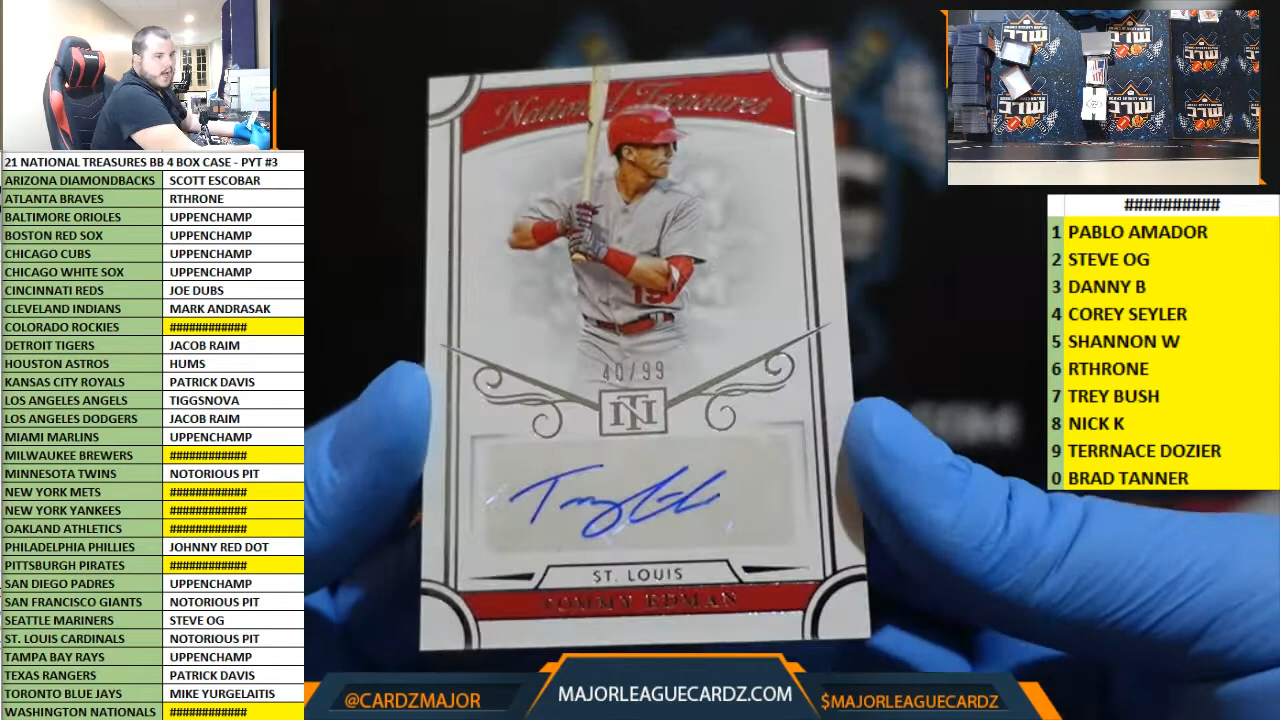 21 NATIONAL TREASURES BB 4 BOX CASE - PYT #3
ARIZONA DIAMONDBACKS SCOTT ESCOBAR
ATLANTA BRAVES RTHRONE
BALTIMORE ORIOLES UPPENCHAMP
BOSTON RED SOX UPPENCHAMP
CHICAGO CUBS UPPENCHAMP
CHICAGO WHITE SOX UPPENCHAMP
CINCINNATI REDS JOE DUBS
CLEVELAND INDIANS MARK ANDRASAK
COLORADO ROCKIES ############
DETROIT TIGERS JACOB RAIM
HOUSTON ASTROS HUMS
KANSAS CITY ROYALS PATRICK DAVIS
LOS ANGELES ANGELS TIGGSNOVA
LOS ANGELES DODGERS JACOB RAIM
MIAMI MARLINS UPPENCHAMP
MILWAUKEE BREWERS ############
MINNESOTA TWINS NOTORIOUS PIT
NEW YORK METS ############
NEW YORK YANKEES ############
OAKLAND ATHLETICS ############
PHILADELPHIA PHILLIES JOHNNY RED DOT
PITTSBURGH PIRATES ############
SAN DIEGO PADRES UPPENCHAMP
SAN FRANCISCO GIANTS NOTORIOUS PIT
SEATTLE MARINERS STEVE OG
ST. LOUIS CARDINALS NOTORIOUS PIT
TAMPA BAY RAYS UPPENCHAMP
TEXAS RANGERS PATRICK DAVIS
TORONTO BLUE JAYS MIKE YURGELAITIS
WASHINGTON NATIONALS ############
National Treasures
19
40/99
NT
ST. LOUIS
TOMMY EDMAN
##########
1 PABLO AMADOR
2 STEVE OG
3 DANNY B
4 COREY SEYLER
5 SHANNON W
6 RTHRONE
7 TREY BUSH
8 NICK K
9 TERRNACE DOZIER
0 BRAD TANNER
@CARDZMAJOR
MAJORLEAGUECARDZ.COM
$MAJORLEAGUECARDZ